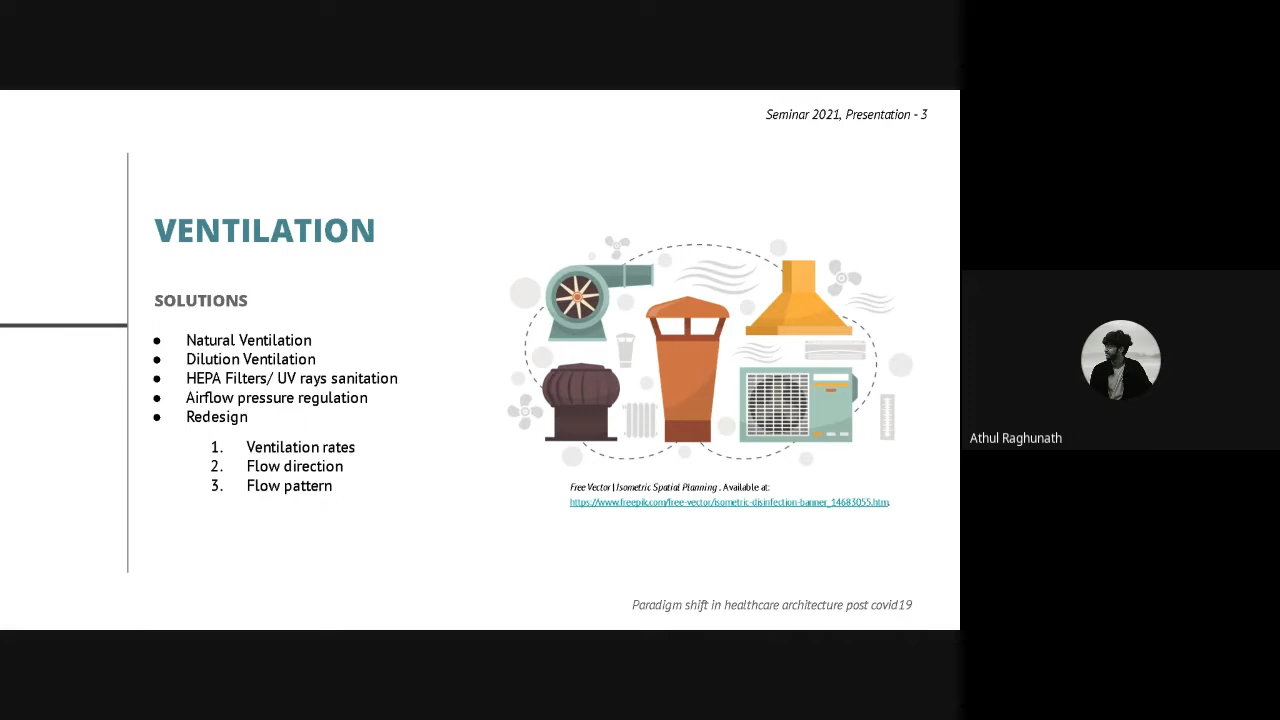 Seminar 2021, Presentation - 3
VENTILATION
SOLUTIONS
● Natural Ventilation
● Dilution Ventilation
● HEPA Filters/ UV rays sanitation
● Airflow pressure regulation
● Redesign
1. Ventilation rates
2. Flow direction
3. Flow pattern
Free Vector | Isometric Spatial Planning . Available at:
https://www.freepik.com/free-vector/isometric-disinfection-banner_14683055.htm.
Paradigm shift in healthcare architecture post covid19
Athul Raghunath